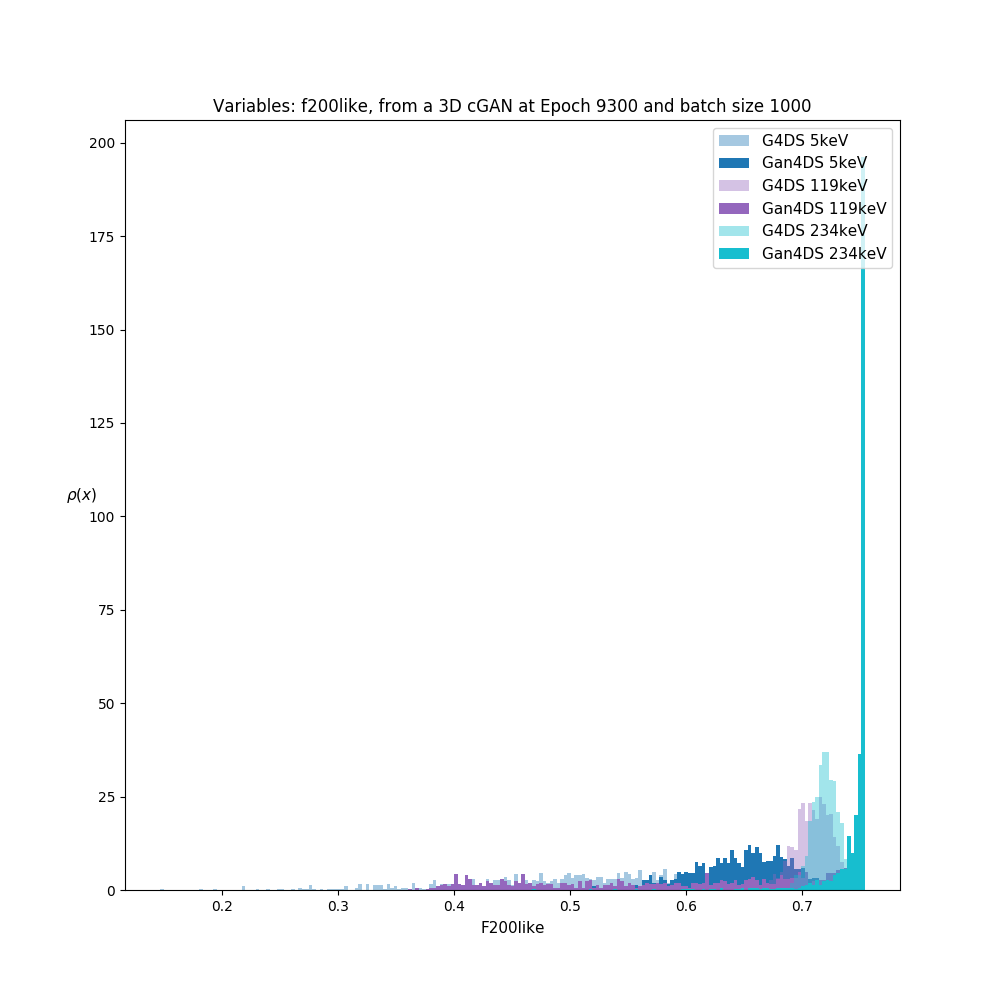 Variables: f200like, from a 3D cGAN at Epoch 9300 and batch size 1000
G4DS 5keV
Gan4DS 5keV
G4DS 119keV
Gan4DS 119keV
G4DS 234keV
Gan4DS 234keV
200
175
150
125
ρ(x)
100
75
50
25
0
0.2 0.3 0.4 0.5 0.6 0.7
F200like